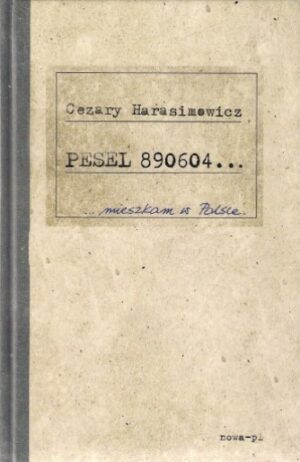 Cezary Harasimowicz
PESEL 890604...
...mieszkam w Polsce.
nowa-pl